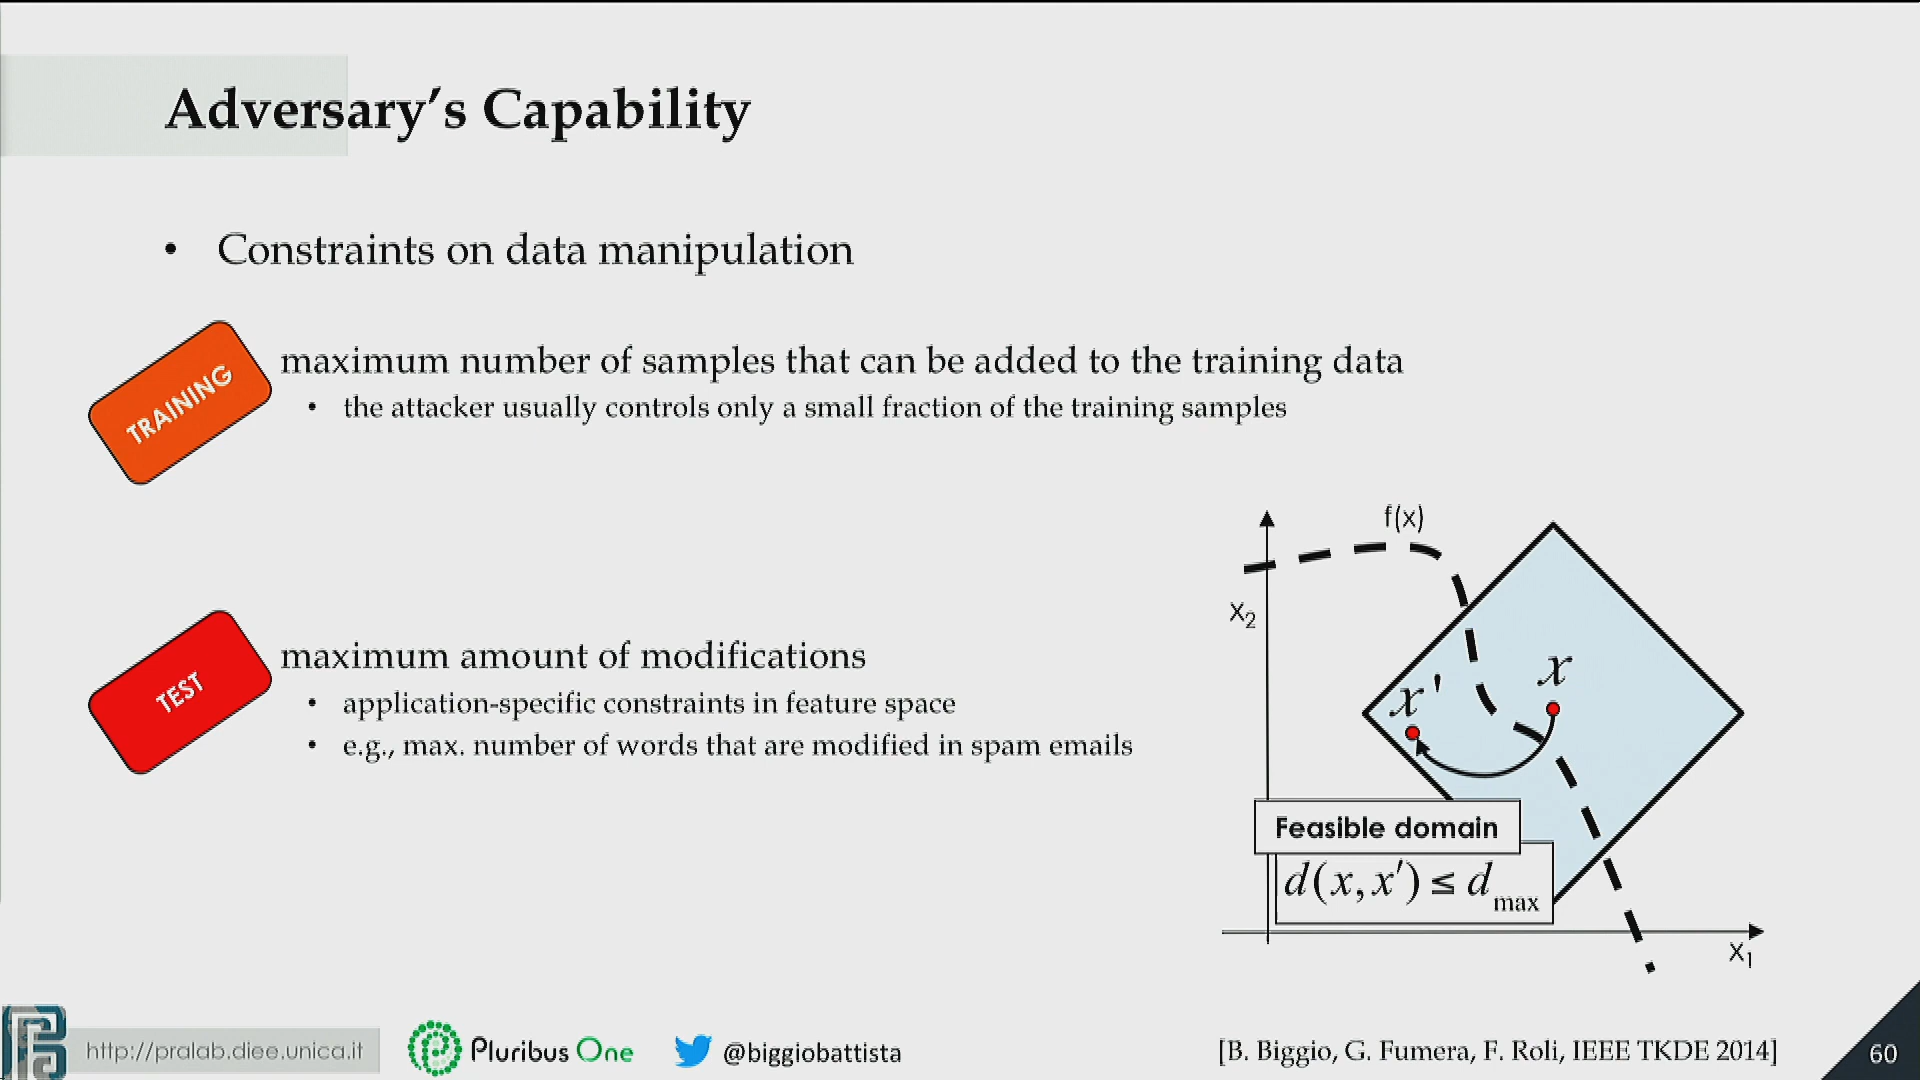 Adversary's Capability
• Constraints on data manipulation
TRAINING
maximum number of samples that can be added to the training data
• the attacker usually controls only a small fraction of the training samples
TEST
maximum amount of modifications
• application-specific constraints in feature space
• e.g., max. number of words that are modified in spam emails
f(x)
x₂
x'
x
Feasible domain
d(x, x') ≤ d_max
x₁
http://pralab.diee.unica.it
Pluribus One
@biggiobattista
[B. Biggio, G. Fumera, F. Roli, IEEE TKDE 2014]
60